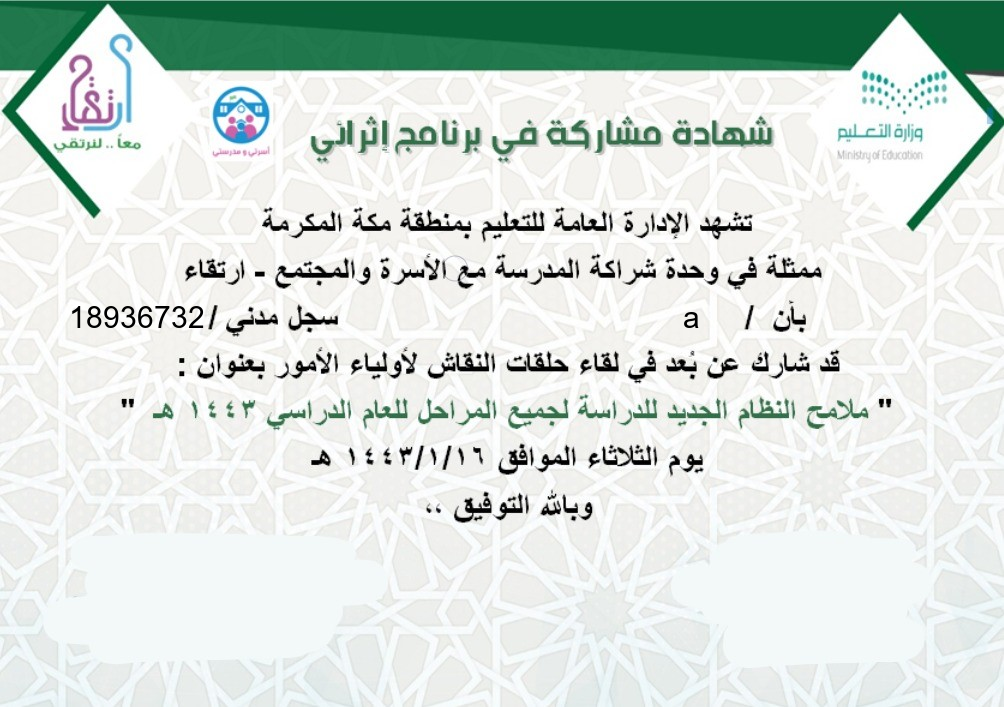 ارتقاء
معاً .. لنرتقي
أسرتي و مدرستي
شهادة مشاركة في برنامج إثرائي
وزارة التعليم
Ministry of Education
تشهد الإدارة العامة للتعليم بمنطقة مكة المكرمة
ممثلة في وحدة شراكة المدرسة مع الأسرة والمجتمع - ارتقاء
بأن / a سجل مدني / 18936732
قد شارك عن بُعد في لقاء حلقات النقاش لأولياء الأمور بعنوان :
" ملامح النظام الجديد للدراسة لجميع المراحل للعام الدراسي ١٤٤٣ هـ "
يوم الثلاثاء الموافق ١٤٤٣/١/١٦ هـ
وبالله التوفيق ،،